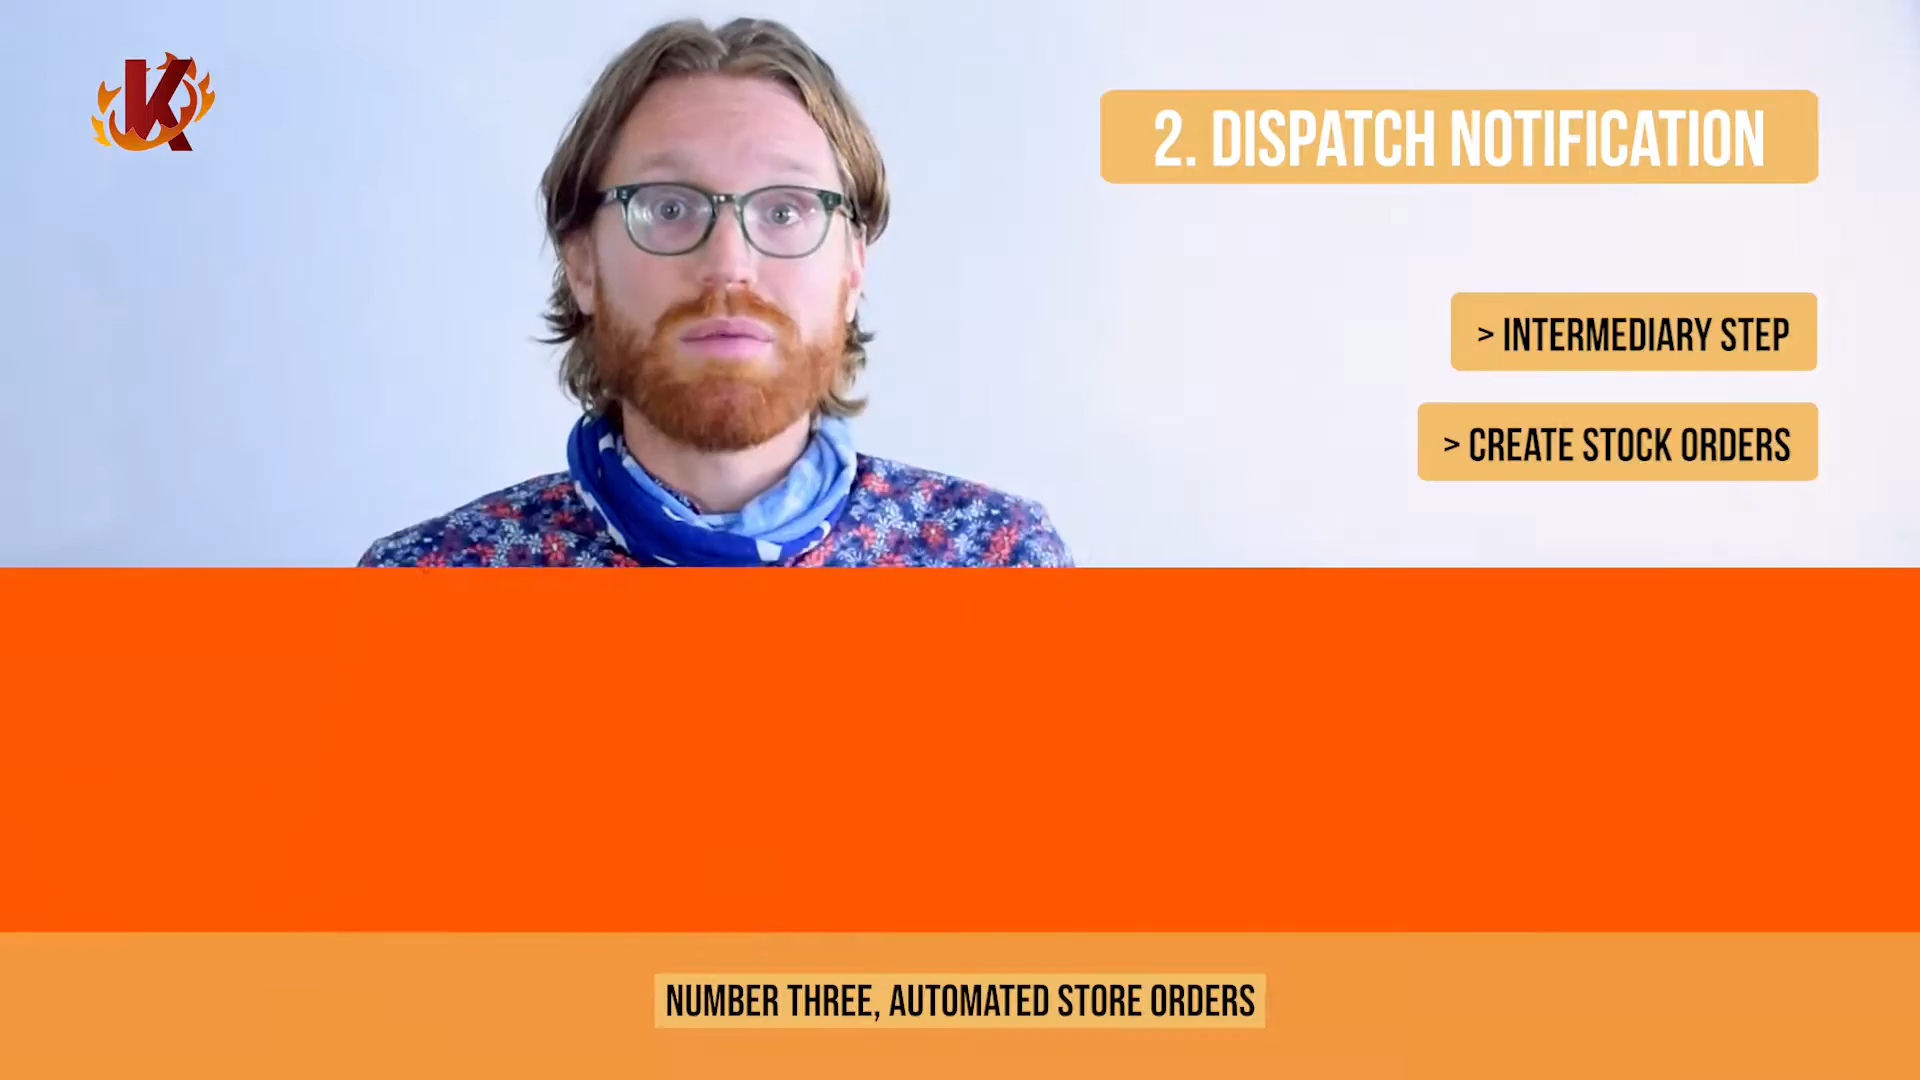 K
2. DISPATCH NOTIFICATION
> INTERMEDIARY STEP
> CREATE STOCK ORDERS
NUMBER THREE, AUTOMATED STORE ORDERS